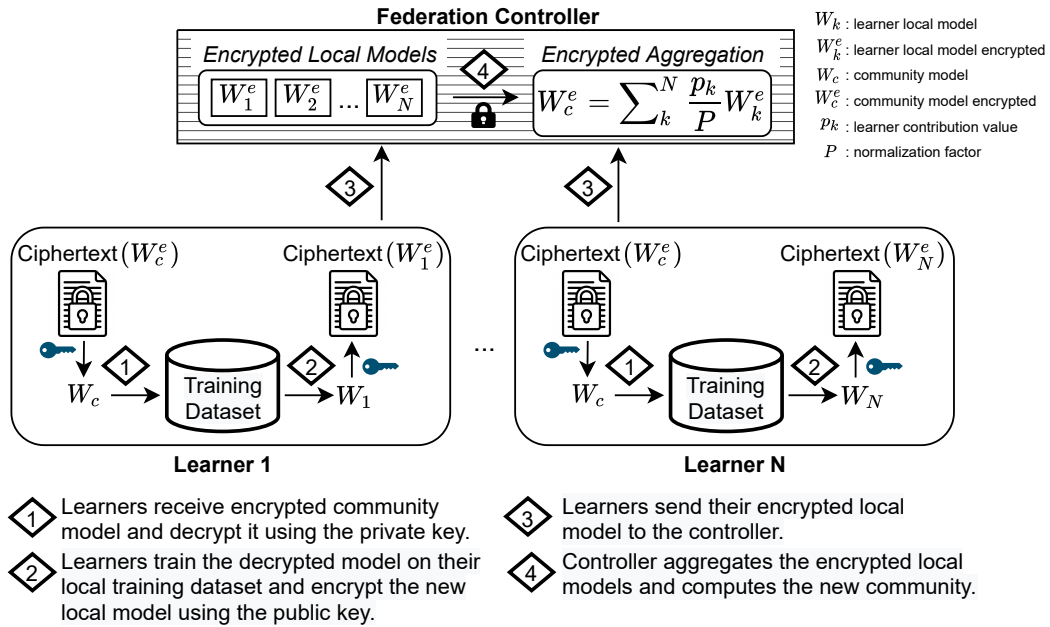 Federation Controller
Encrypted Local Models
W_1^e W_2^e ... W_N^e
4
Encrypted Aggregation
W_c^e = \sum_k^N \frac{p_k}{P} W_k^e
W_k : learner local model
W_k^e : learner local model encrypted
W_c : community model
W_c^e : community model encrypted
p_k : learner contribution value
P : normalization factor
3
3
Ciphertext(W_c^e)
Ciphertext(W_1^e)
1
2
W_c
Training
Dataset
W_1
Learner 1
...
Ciphertext(W_c^e)
Ciphertext(W_N^e)
1
2
W_c
Training
Dataset
W_N
Learner N
1 Learners receive encrypted community
model and decrypt it using the private key.
2 Learners train the decrypted model on their
local training dataset and encrypt the new
local model using the public key.
3 Learners send their encrypted local
model to the controller.
4 Controller aggregates the encrypted local
models and computes the new community.